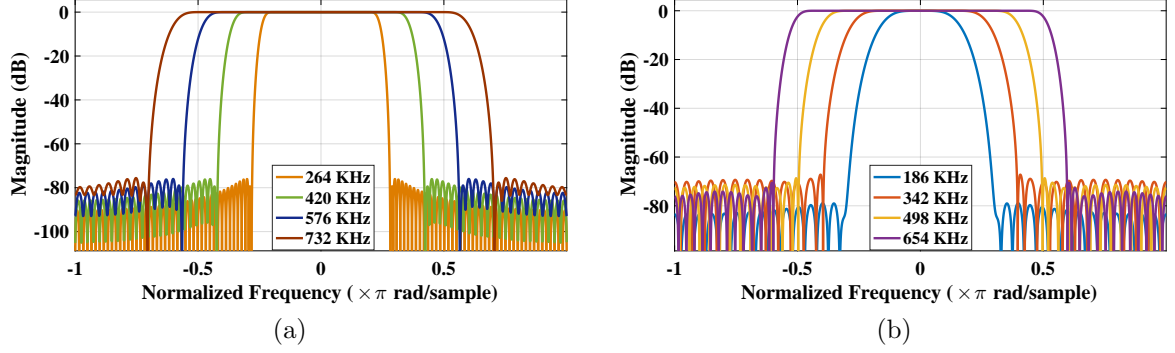 0
-20
-40
-60
-80
-100
Magnitude (dB)
264 KHz
420 KHz
576 KHz
732 KHz
-1
-0.5
0
0.5
Normalized Frequency (×π rad/sample)
(a)
0
-20
-40
-60
-80
Magnitude (dB)
186 KHz
342 KHz
498 KHz
654 KHz
-1
-0.5
0
0.5
Normalized Frequency (×π rad/sample)
(b)